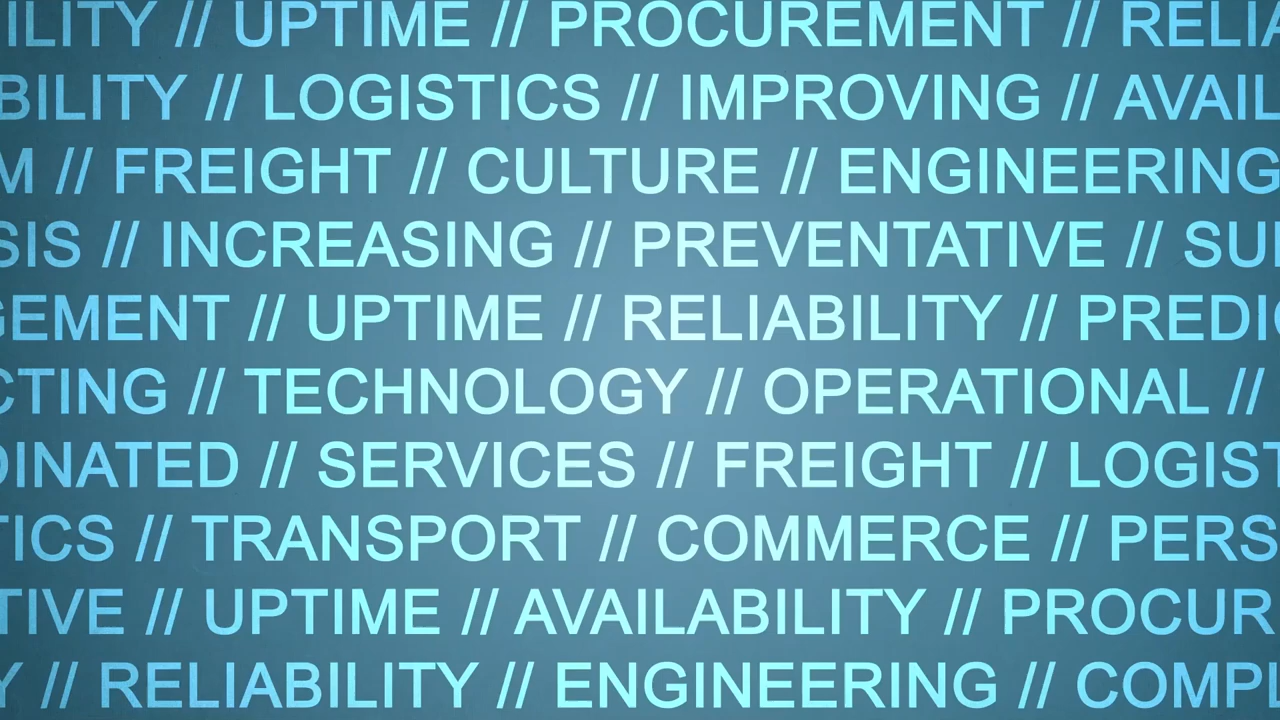 ILITY // UPTIME // PROCUREMENT // RELIA
BILITY // LOGISTICS // IMPROVING // AVAIL
M // FREIGHT // CULTURE // ENGINEERING
SIS // INCREASING // PREVENTATIVE // SU
GEMENT // UPTIME // RELIABILITY // PREDIC
CTING // TECHNOLOGY // OPERATIONAL //
DINATED // SERVICES // FREIGHT // LOGIST
TICS // TRANSPORT // COMMERCE // PERS
TIVE // UPTIME // AVAILABILITY // PROCUR
Y // RELIABILITY // ENGINEERING // COMPL